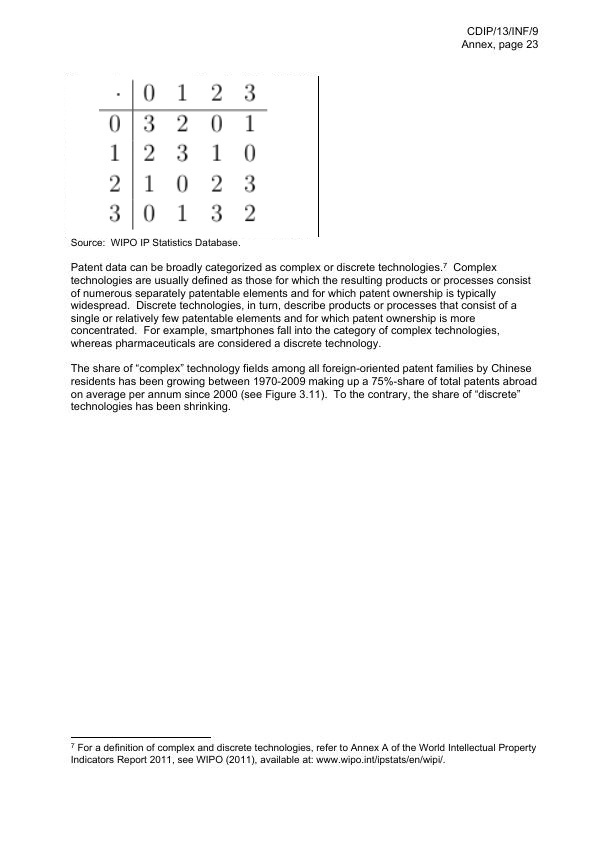 CDIP/13/INF/9
Annex, page 23
· 0 1 2 3
0 3 2 0 1
1 2 3 1 0
2 1 0 2 3
3 0 1 3 2
Source:  WIPO IP Statistics Database.
Patent data can be broadly categorized as complex or discrete technologies.7  Complex
technologies are usually defined as those for which the resulting products or processes consist
of numerous separately patentable elements and for which patent ownership is typically
widespread.  Discrete technologies, in turn, describe products or processes that consist of a
single or relatively few patentable elements and for which patent ownership is more
concentrated.  For example, smartphones fall into the category of complex technologies,
whereas pharmaceuticals are considered a discrete technology.
The share of “complex” technology fields among all foreign-oriented patent families by Chinese
residents has been growing between 1970-2009 making up a 75%-share of total patents abroad
on average per annum since 2000 (see Figure 3.11).  To the contrary, the share of “discrete”
technologies has been shrinking.
7 For a definition of complex and discrete technologies, refer to Annex A of the World Intellectual Property
Indicators Report 2011, see WIPO (2011), available at: www.wipo.int/ipstats/en/wipi/.